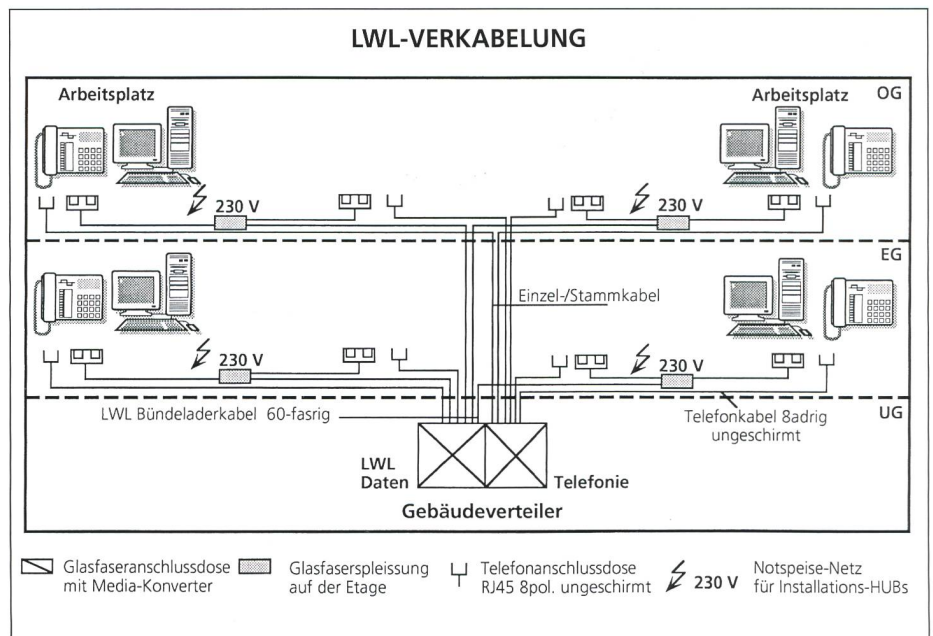 LWL-VERKABELUNG
Arbeitsplatz
Arbeitsplatz
OG
230 V
230 V
EG
Einzel-/Stammkabel
230 V
230 V
LWL Bündeladerkabel 60-fasrig
Telefonkabel 8adrig
ungeschirmt
UG
LWL
Daten
Telefonie
Gebäudeverteiler
Glasfaseranschlussdose
mit Media-Konverter
Glasfaserspleissung
auf der Etage
Telefonanschlussdose
RJ45 8pol. ungeschirmt
230 V
Notspeise-Netz
für Installations-HUBs